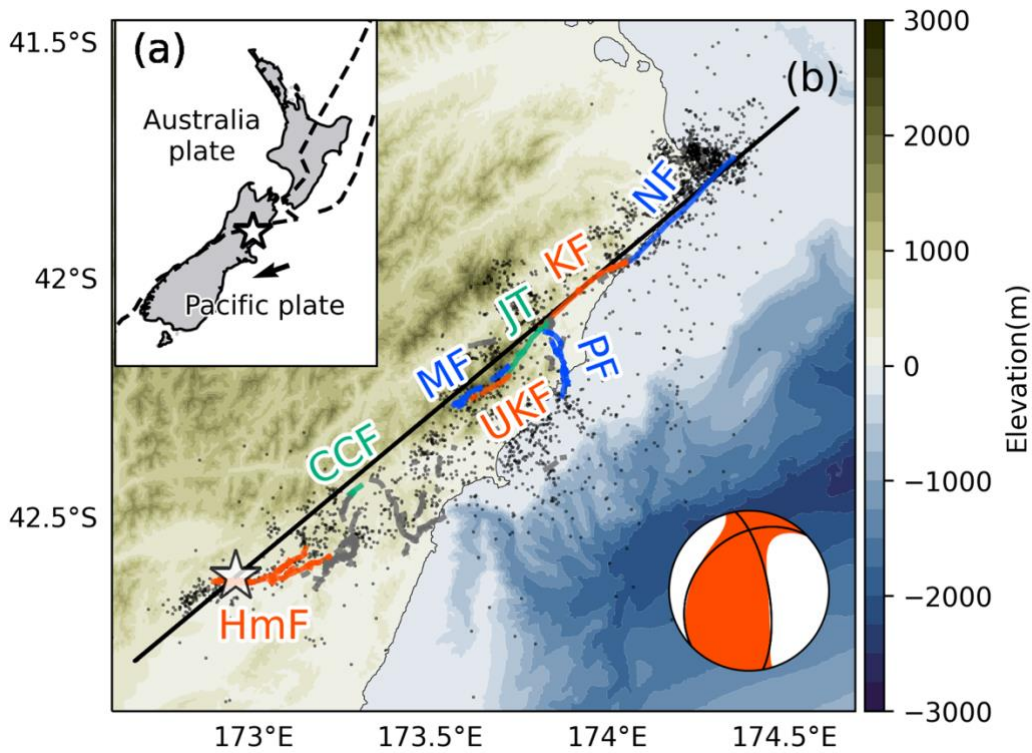 (a)
Australia
plate
Pacific plate
(b)
NF
KF
JT
PF
MF
UKF
CCF
HmF
41.5°S
42°S
42.5°S
173°E
173.5°E
174°E
174.5°E
3000
2000
1000
0
−1000
−2000
−3000
Elevation(m)